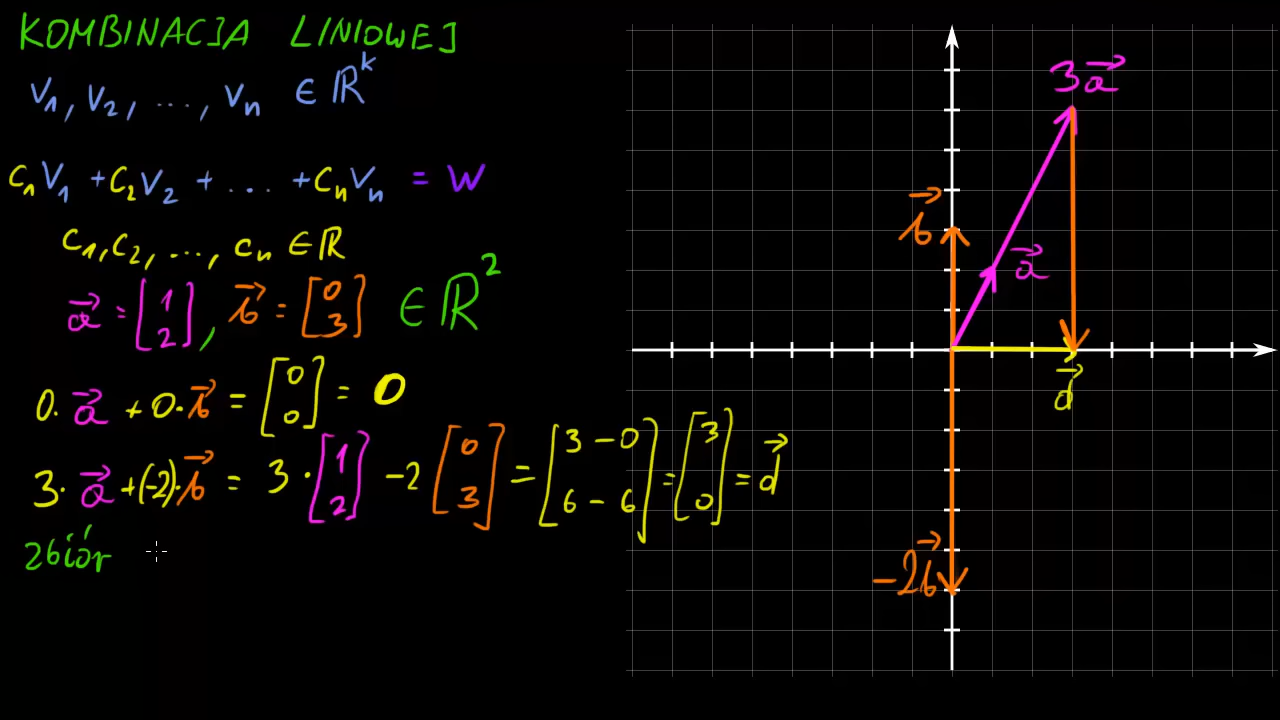 KOMBINACJA LINIOWEJ
v₁, v₂, ..., vₙ ∈ ℝᵏ
c₁v₁ + c₂v₂ + ... + cₙvₙ = w
c₁, c₂, ..., cₙ ∈ ℝ
a⃗ = [1 2], b⃗ = [0 3] ∈ ℝ²
0·a⃗ + 0·b⃗ = [0 0] = 0
3·a⃗ + (-2)·b⃗ = 3·[1 2] - 2[0 3] = [3-0 6-6] = [3 0] = d⃗
zbiór
3a⃗
b⃗
a⃗
d⃗
-2b⃗